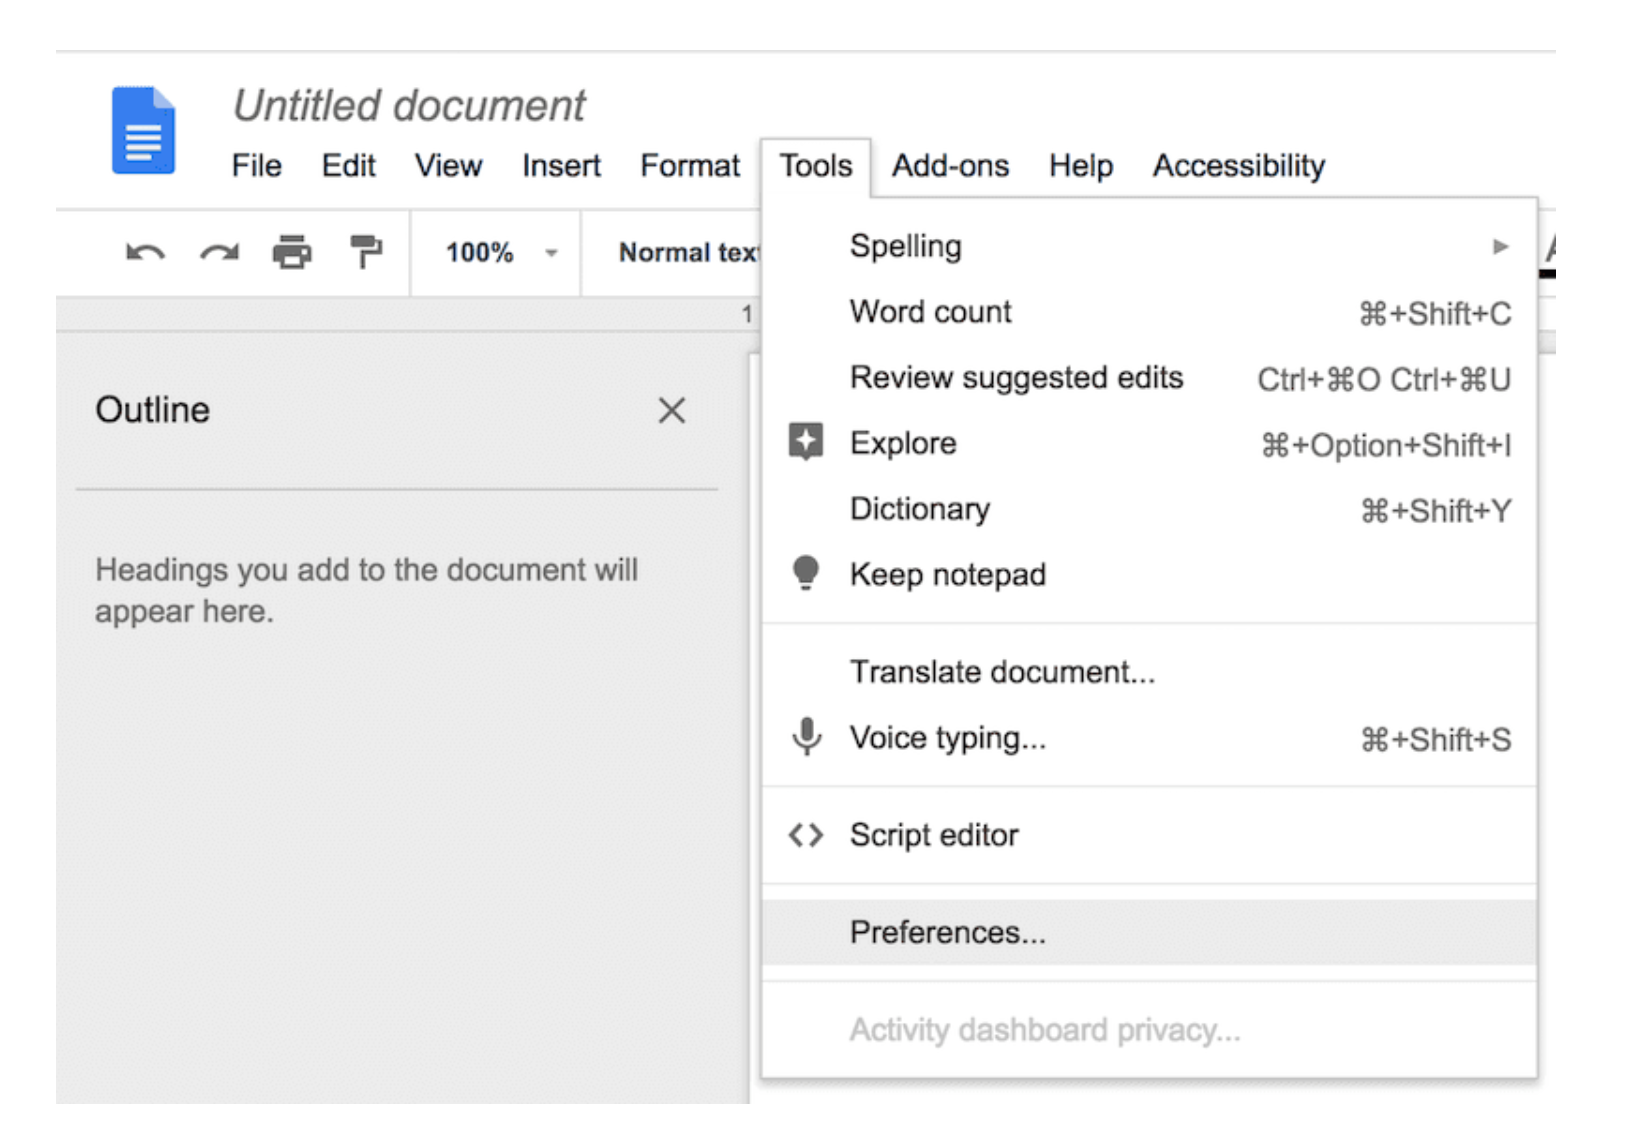 Untitled document
File Edit View Insert Format Tools Add-ons Help Accessibility
100% Normal
1
Outline
Headings you add to the document will
appear here.
Spelling
Word count ⌘+Shift+C
Review suggested edits Ctrl+⌘O Ctrl+⌘U
Explore ⌘+Option+Shift+I
Dictionary ⌘+Shift+Y
Keep notepad
Translate document...
Voice typing... ⌘+Shift+S
Script editor
Preferences...
Activity dashboard privacy...